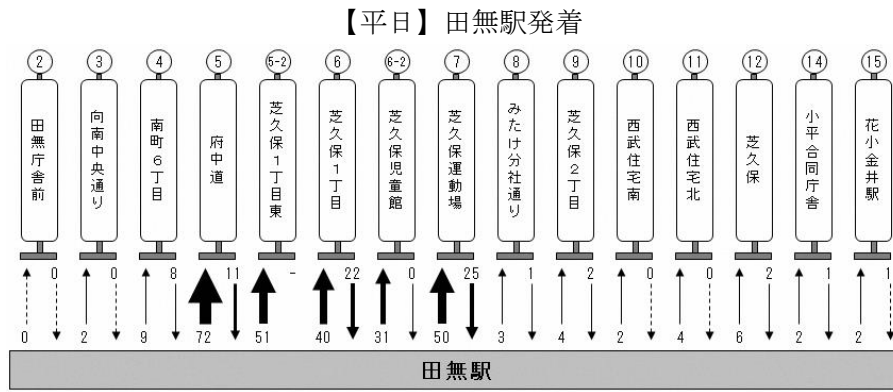 【平日】田無駅発着
② ③ ④ ⑤ 5-2 ⑥ 6-2 ⑦ ⑧ ⑨ ⑩ ⑪ ⑫ ⑭ ⑮
田無庁舎前
向南中央通り
南町6丁目
府中道
芝久保1丁目東
芝久保1丁目
芝久保児童館
芝久保運動場
みたけ分社通り
芝久保2丁目
西武住宅南
西武住宅北
芝久保
小平合同庁舎
花小金井駅
0 0 8 11 - 22 0 25 1 2 0 0 2 1 1
0 2 9 72 51 40 31 50 3 4 2 4 6 2 2
田無駅